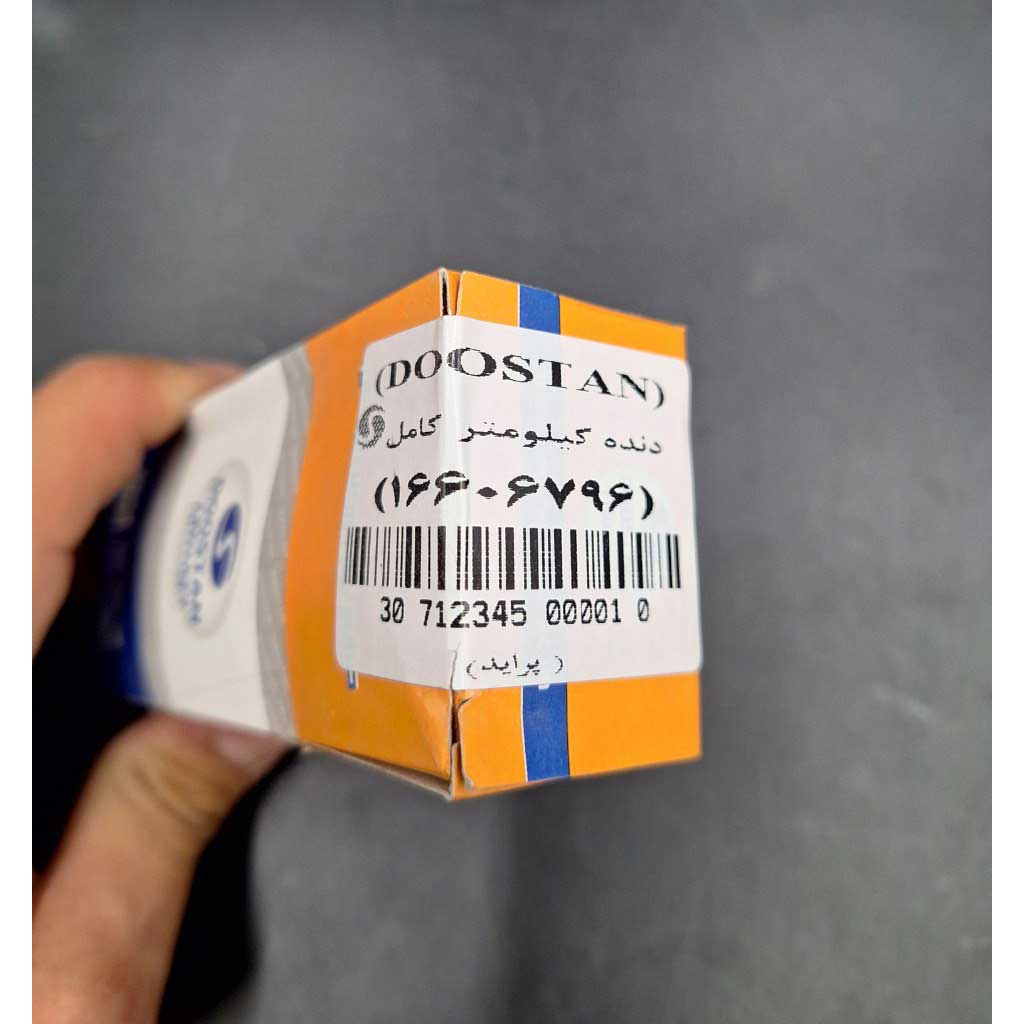 (DOOSTAN)
دنده کیلومتر کامل
(۱۶۶۰۶۷۹۶)
30 712345 00001 0
(پراید)